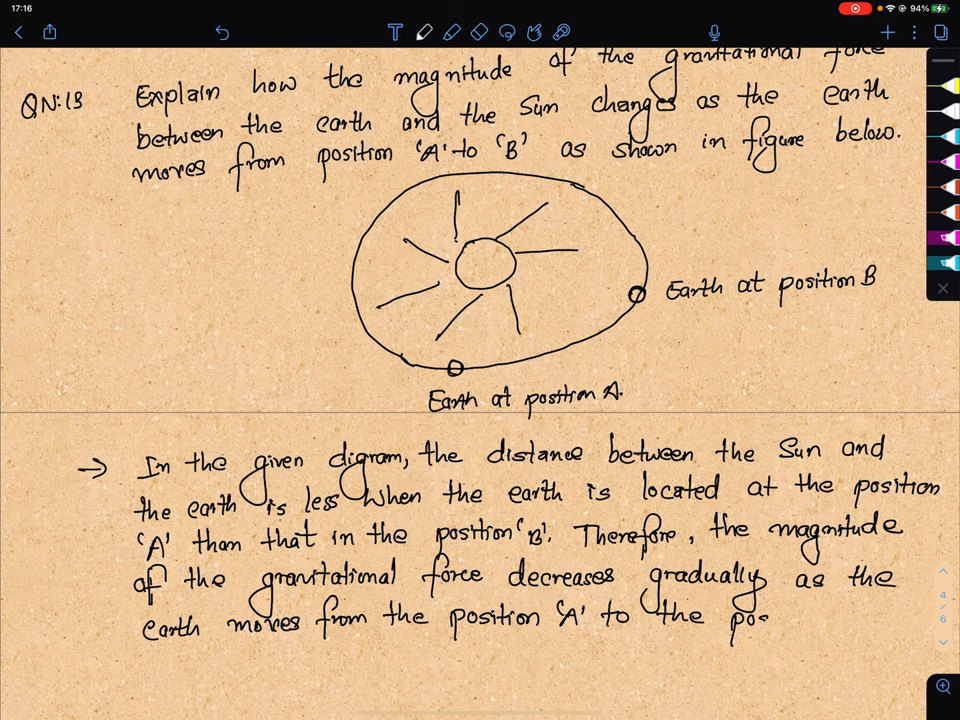 17:16
94%
T
QN:13 Explain how the magnitude of the gravitational force
between the earth and the Sun changes as the earth
moves from position 'A' to 'B' as shown in figure below.
Earth at position B
Earth at position A.
→ In the given digram, the distance between the Sun and
the earth is less when the earth is located at the position
'A' than that in the position 'B'. Therefore, the magnitude
of the gravitational force decreases gradually as the
earth moves from the position 'A' to the pos
4/6